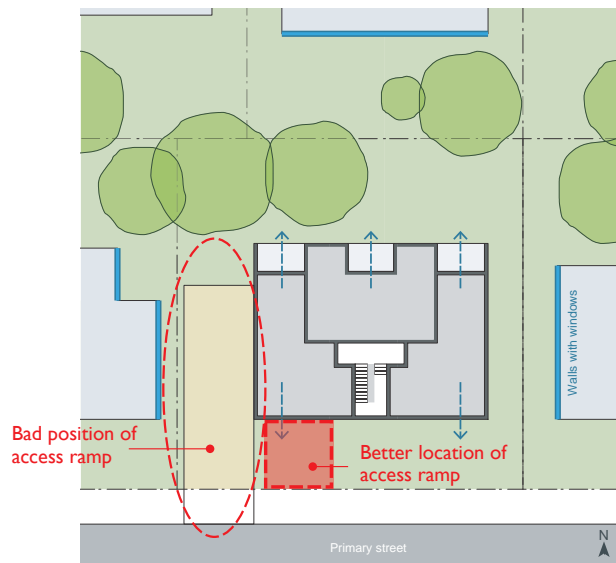 Walls with windows
Bad position of
access ramp
Better location of
access ramp
Primary street
N